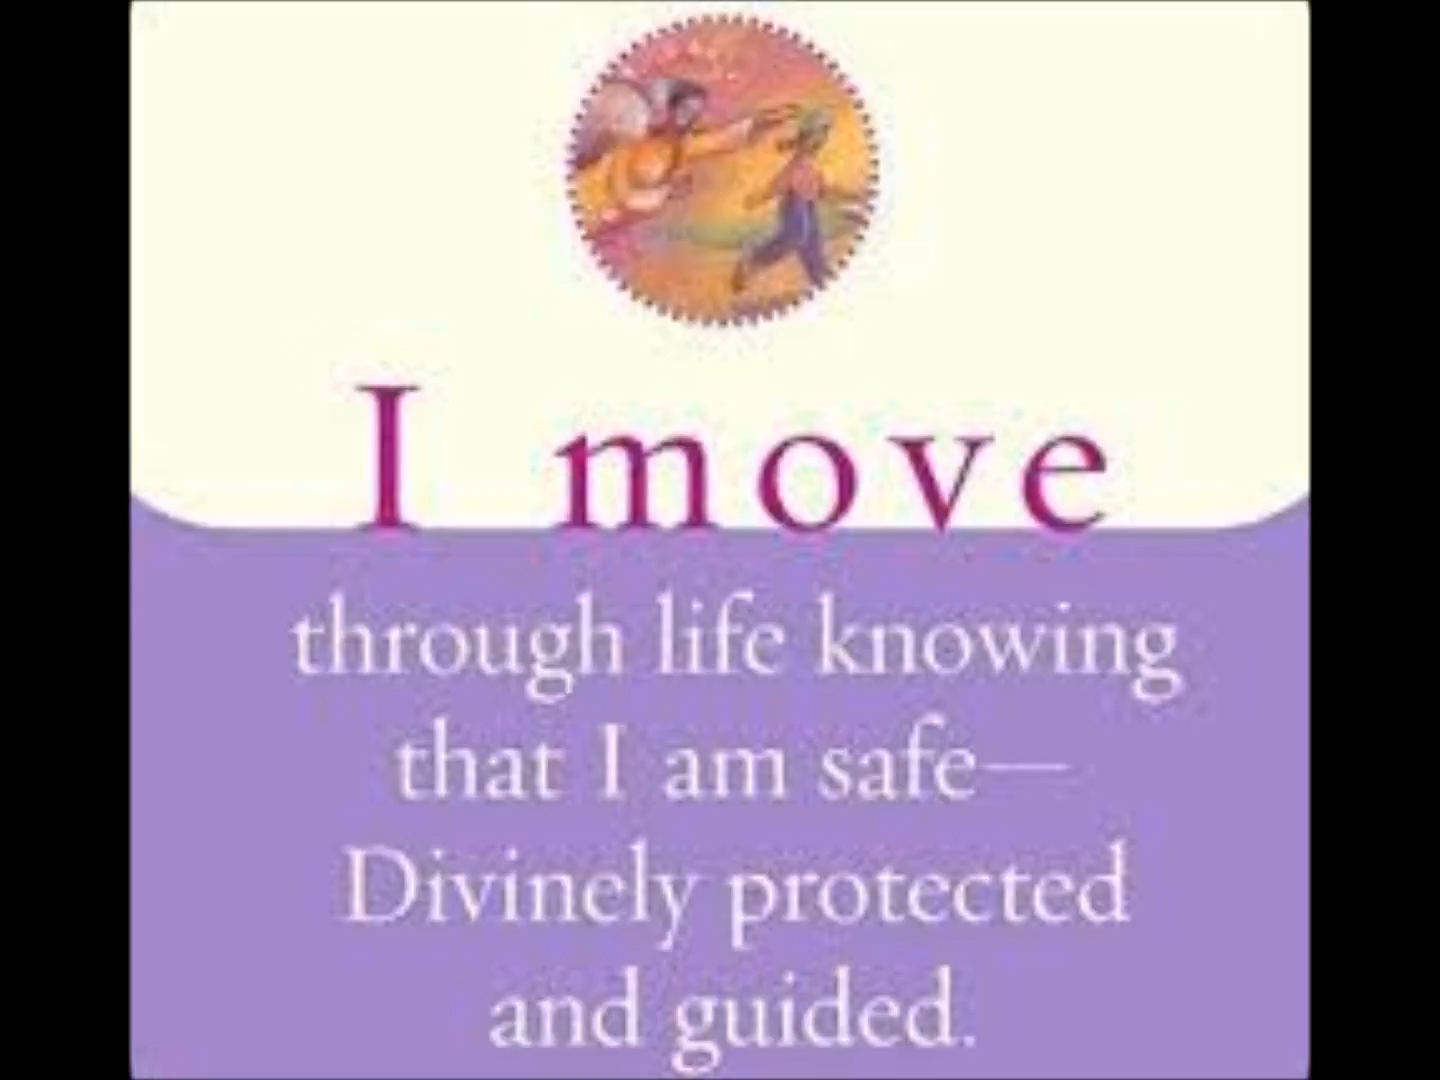 I move
through life knowing
that I am safe—
Divinely protected
and guided.